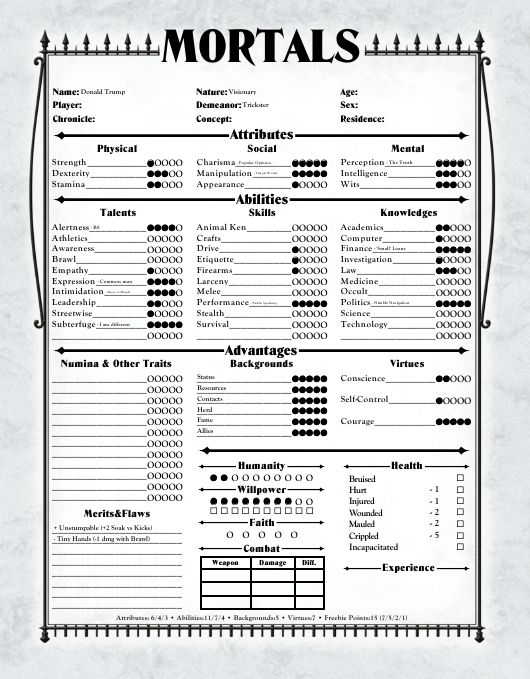 MORTALS
Name: Donald Trump Nature: Visionary Age:
Player: Demeanor: Trickster Sex:
Chronicle: Concept: Residence:
Attributes
Physical Social Mental
Strength Charisma - Popular Opinion Perception - The Truth
Dexterity Manipulation - Simple Words Intelligence
Stamina Appearance Wits
Abilities
Talents Skills Knowledges
Alertness - BS Animal Ken Academics
Athletics Crafts Computer
Awareness Drive Finance - "Small" Loans
Brawl Etiquette Investigation
Empathy Firearms Law
Expression - Common man Larceny Medicine
Intimidation Melee Occult
Leadership Performance - Public Speaking Politics - Nimble Navigation
Streetwise Stealth Science
Subterfuge - I am different Survival Technology
Advantages
Numina & Other Traits Backgrounds Virtues
Status Conscience
Resources
Contacts Self-Control
Herd
Fame Courage
Allies
Humanity Health
Bruised
Willpower Hurt - 1
Injured - 1
Wounded - 2
Merits&Flaws Mauled - 2
+ Unstumpable (+2 Soak vs Kicks) Faith Crippled - 5
- Tiny Hands (-1 dmg with Brawl) Incapacitated
Combat
Weapon Damage Diff. Experience
Attributes: 6/4/3 • Abilities:11/7/4 • Backgrounds:5 • Virtues:7 • Freebie Points:15 (7/5/2/1)